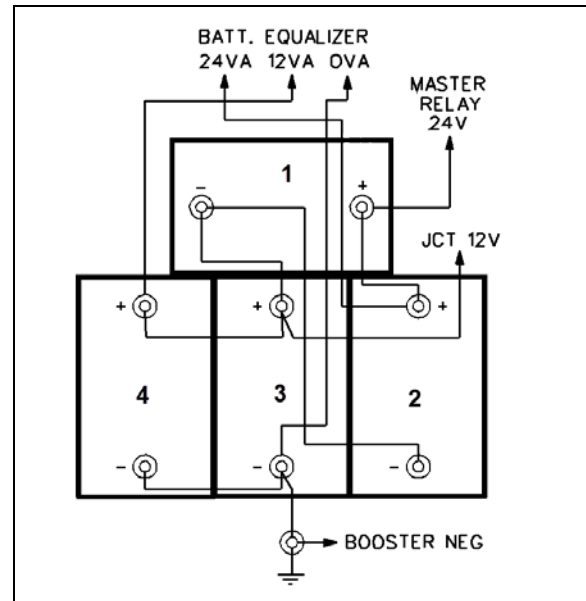 BATT. EQUALIZER
24VA 12VA 0VA
MASTER
RELAY
24V
1
- +
JCT 12V
+ + +
4 3 2
- - -
BOOSTER NEG